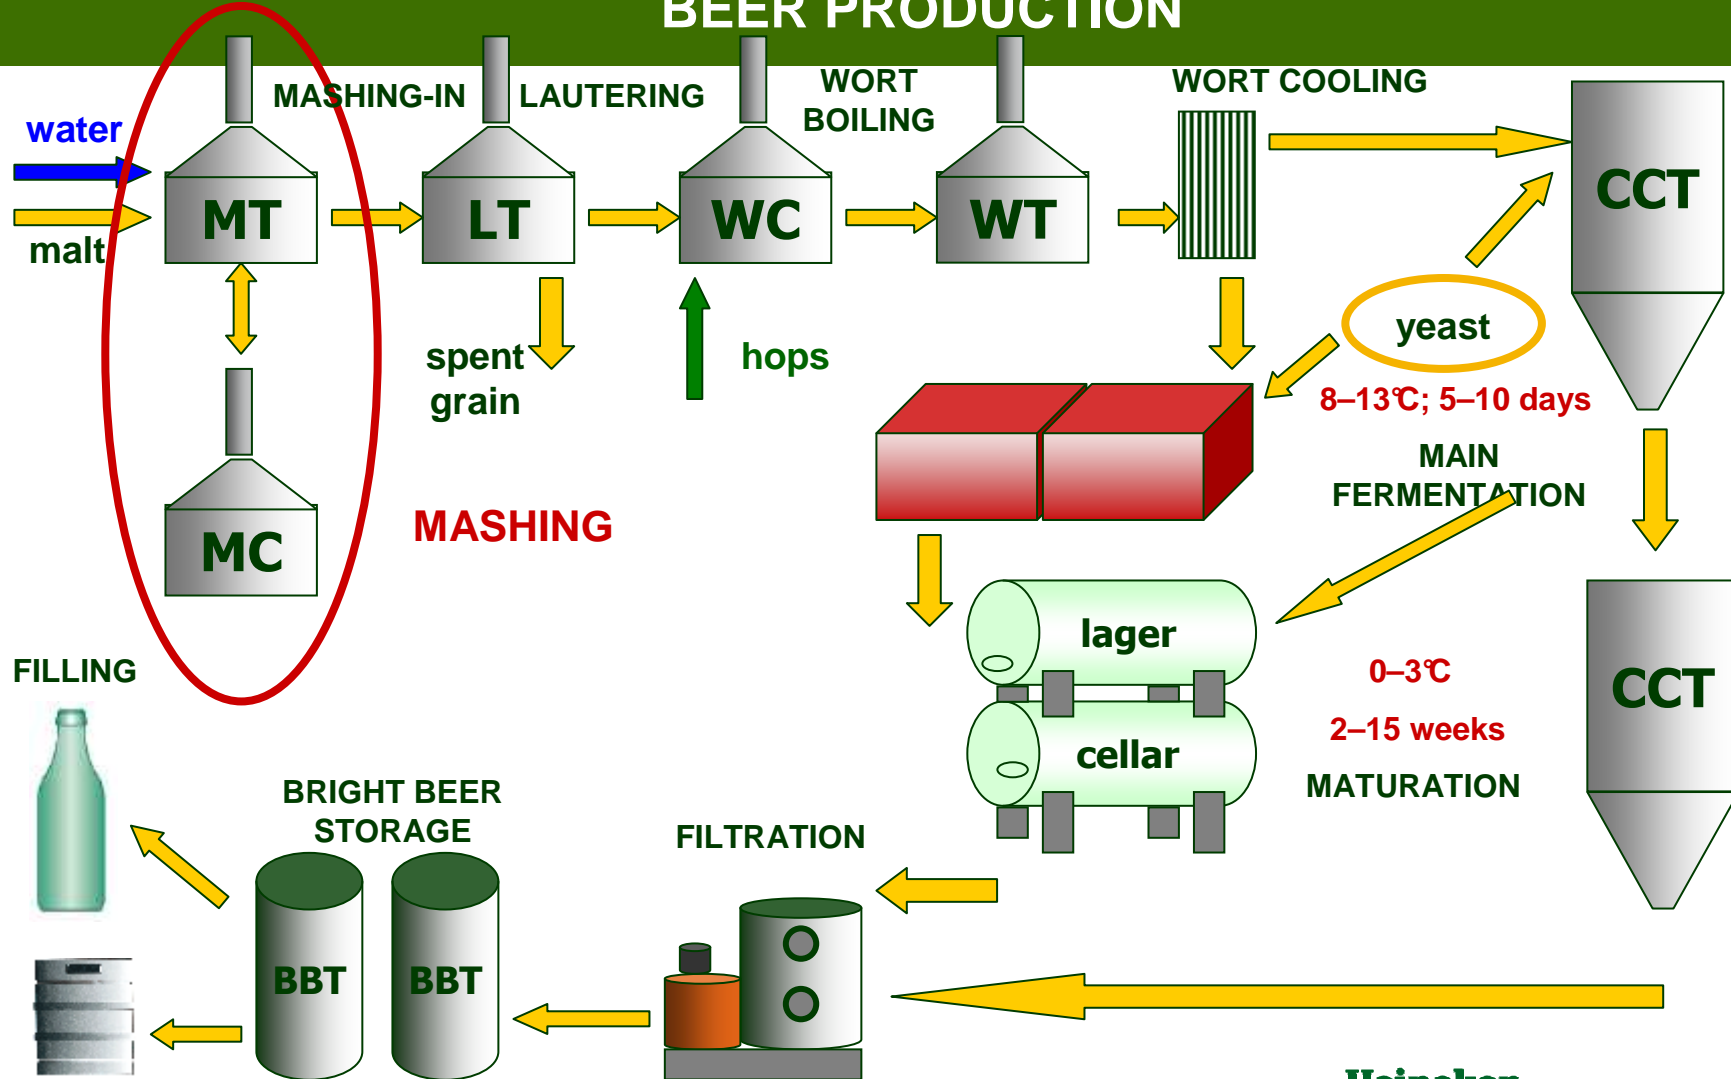 BEER PRODUCTION
MASHING-IN
LAUTERING
WORT
BOILING
WORT COOLING
water
malt
MT
LT
WC
WT
CCT
spent
grain
hops
yeast
8–13°C; 5–10 days
MAIN
FERMENTATION
MC
MASHING
lager
cellar
0–3°C
2–15 weeks
MATURATION
CCT
FILLING
BRIGHT BEER
STORAGE
FILTRATION
BBT
BBT
Heineken